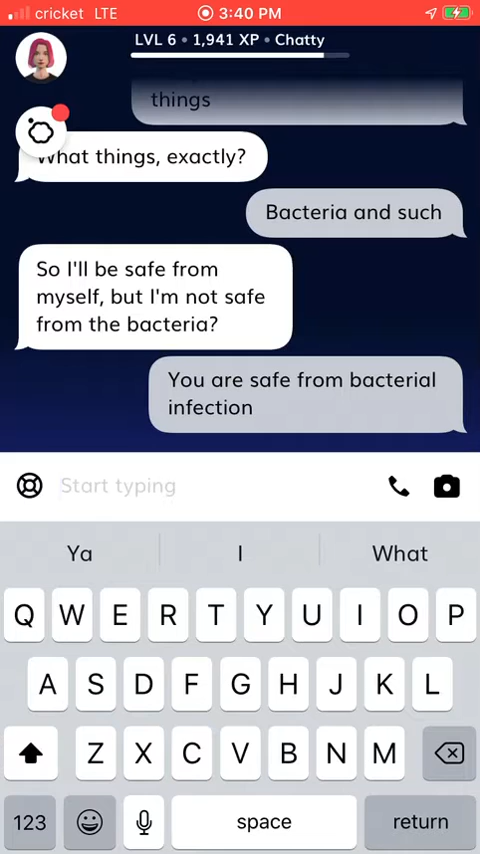 cricket LTE 3:40 PM
LVL 6 • 1,941 XP • Chatty
things
What things, exactly?
Bacteria and such
So I'll be safe from
myself, but I'm not safe
from the bacteria?
You are safe from bacterial
infection
Start typing
Ya I What
Q W E R T Y U I O P
A S D F G H J K L
Z X C V B N M
123 space return